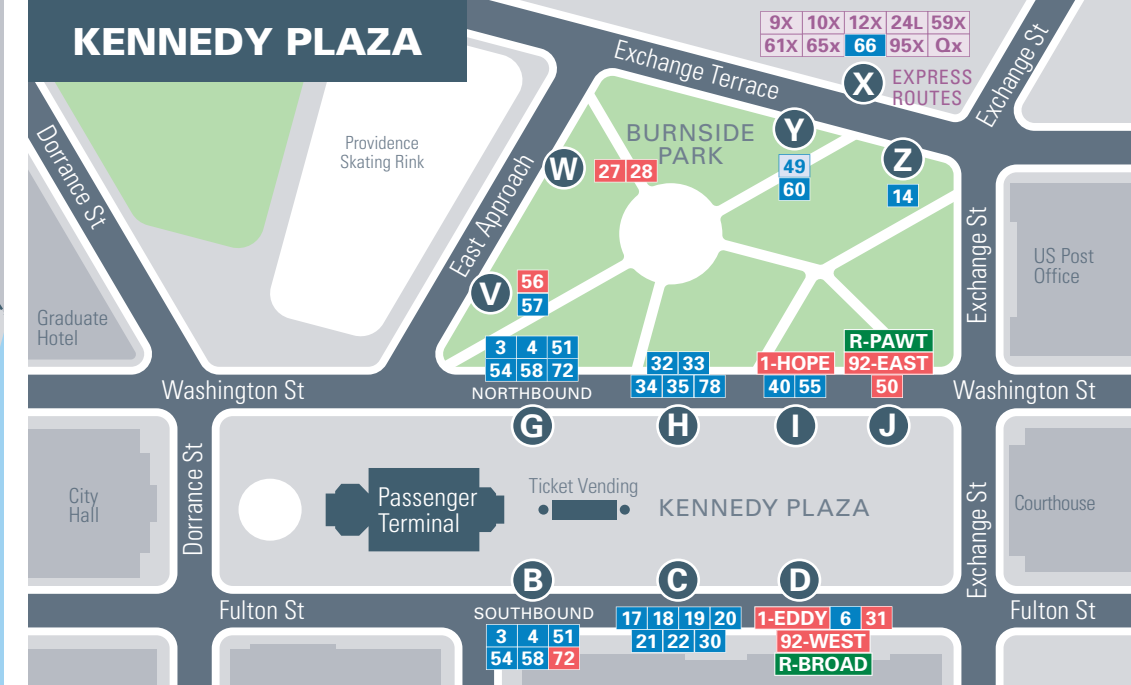 KENNEDY PLAZA
9X 10X 12X 24L 59X
61X 65x 66 95X Qx
X
EXPRESS
ROUTES
Exchange Terrace
Exchange St
Dorrance St
Providence
Skating Rink
BURNSIDE
PARK
Y
49
60
Z
14
W
27 28
East Approach
V
56
57
Exchange St
US Post
Office
Graduate
Hotel
3 4 51
54 58 72
NORTHBOUND
G
32 33
34 35 78
H
1-HOPE
40 55
I
R-PAWT
92-EAST
50
J
Washington St
Washington St
City
Hall
Dorrance St
Passenger
Terminal
Ticket Vending
KENNEDY PLAZA
Exchange St
Courthouse
B
C
D
Fulton St
SOUTHBOUND
3 4 51
54 58 72
17 18 19 20
21 22 30
1-EDDY 6 31
92-WEST
R-BROAD
Fulton St